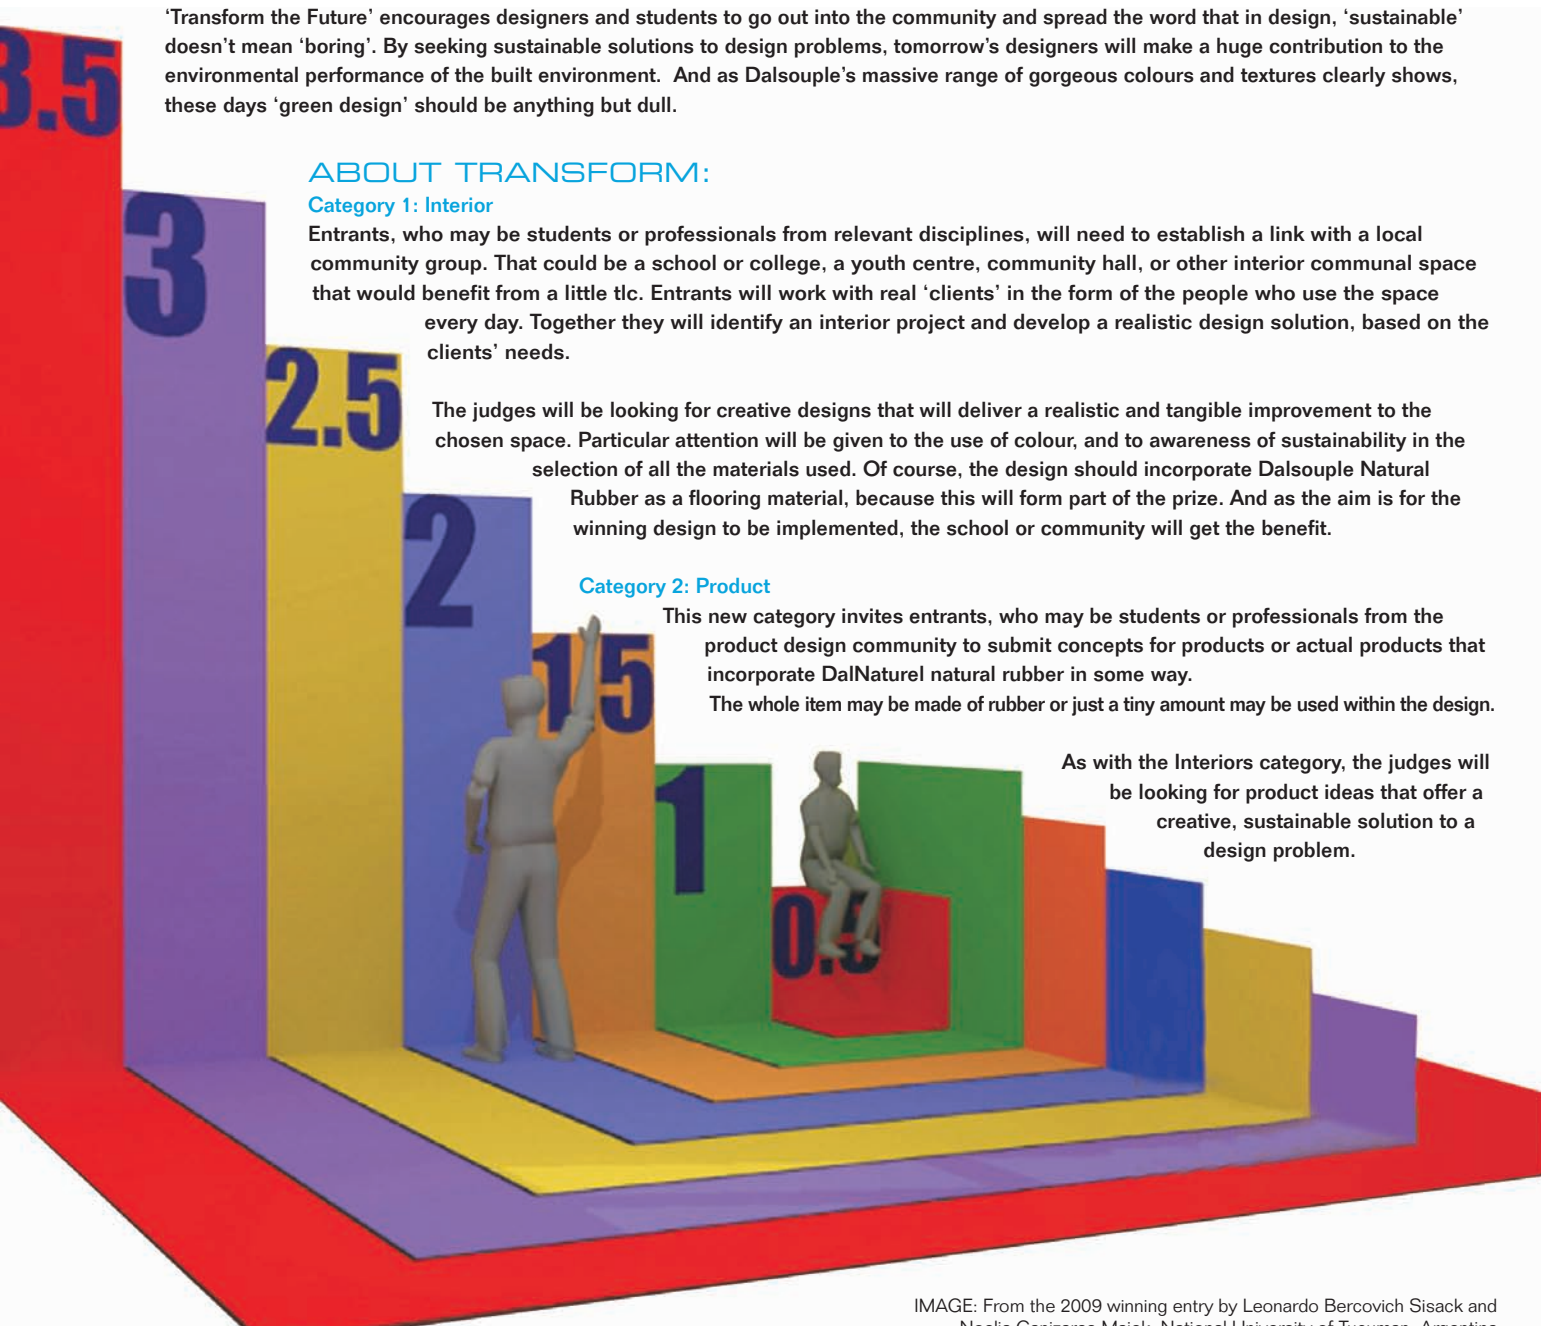 ‘Transform the Future’ encourages designers and students to go out into the community and spread the word that in design, ‘sustainable’
doesn’t mean ‘boring’. By seeking sustainable solutions to design problems, tomorrow’s designers will make a huge contribution to the
environmental performance of the built environment.  And as Dalsouple’s massive range of gorgeous colours and textures clearly shows,
these days ‘green design’ should be anything but dull.
3.5
ABOUT TRANSFORM:
Category 1: Interior
Entrants, who may be students or professionals from relevant disciplines, will need to establish a link with a local
community group. That could be a school or college, a youth centre, community hall, or other interior communal space
that would benefit from a little tlc. Entrants will work with real ‘clients’ in the form of the people who use the space
every day. Together they will identify an interior project and develop a realistic design solution, based on the
clients’ needs.
3
2.5
The judges will be looking for creative designs that will deliver a realistic and tangible improvement to the
chosen space. Particular attention will be given to the use of colour, and to awareness of sustainability in the
selection of all the materials used. Of course, the design should incorporate Dalsouple Natural
Rubber as a flooring material, because this will form part of the prize. And as the aim is for the
winning design to be implemented, the school or community will get the benefit.
2
Category 2: Product
This new category invites entrants, who may be students or professionals from the
product design community to submit concepts for products or actual products that
incorporate DalNaturel natural rubber in some way.
The whole item may be made of rubber or just a tiny amount may be used within the design.
1 5
As with the Interiors category, the judges will
be looking for product ideas that offer a
creative, sustainable solution to a
design problem.
1
0.5
IMAGE: From the 2009 winning entry by Leonardo Bercovich Sisack and
National University of Tucuman, Argentina